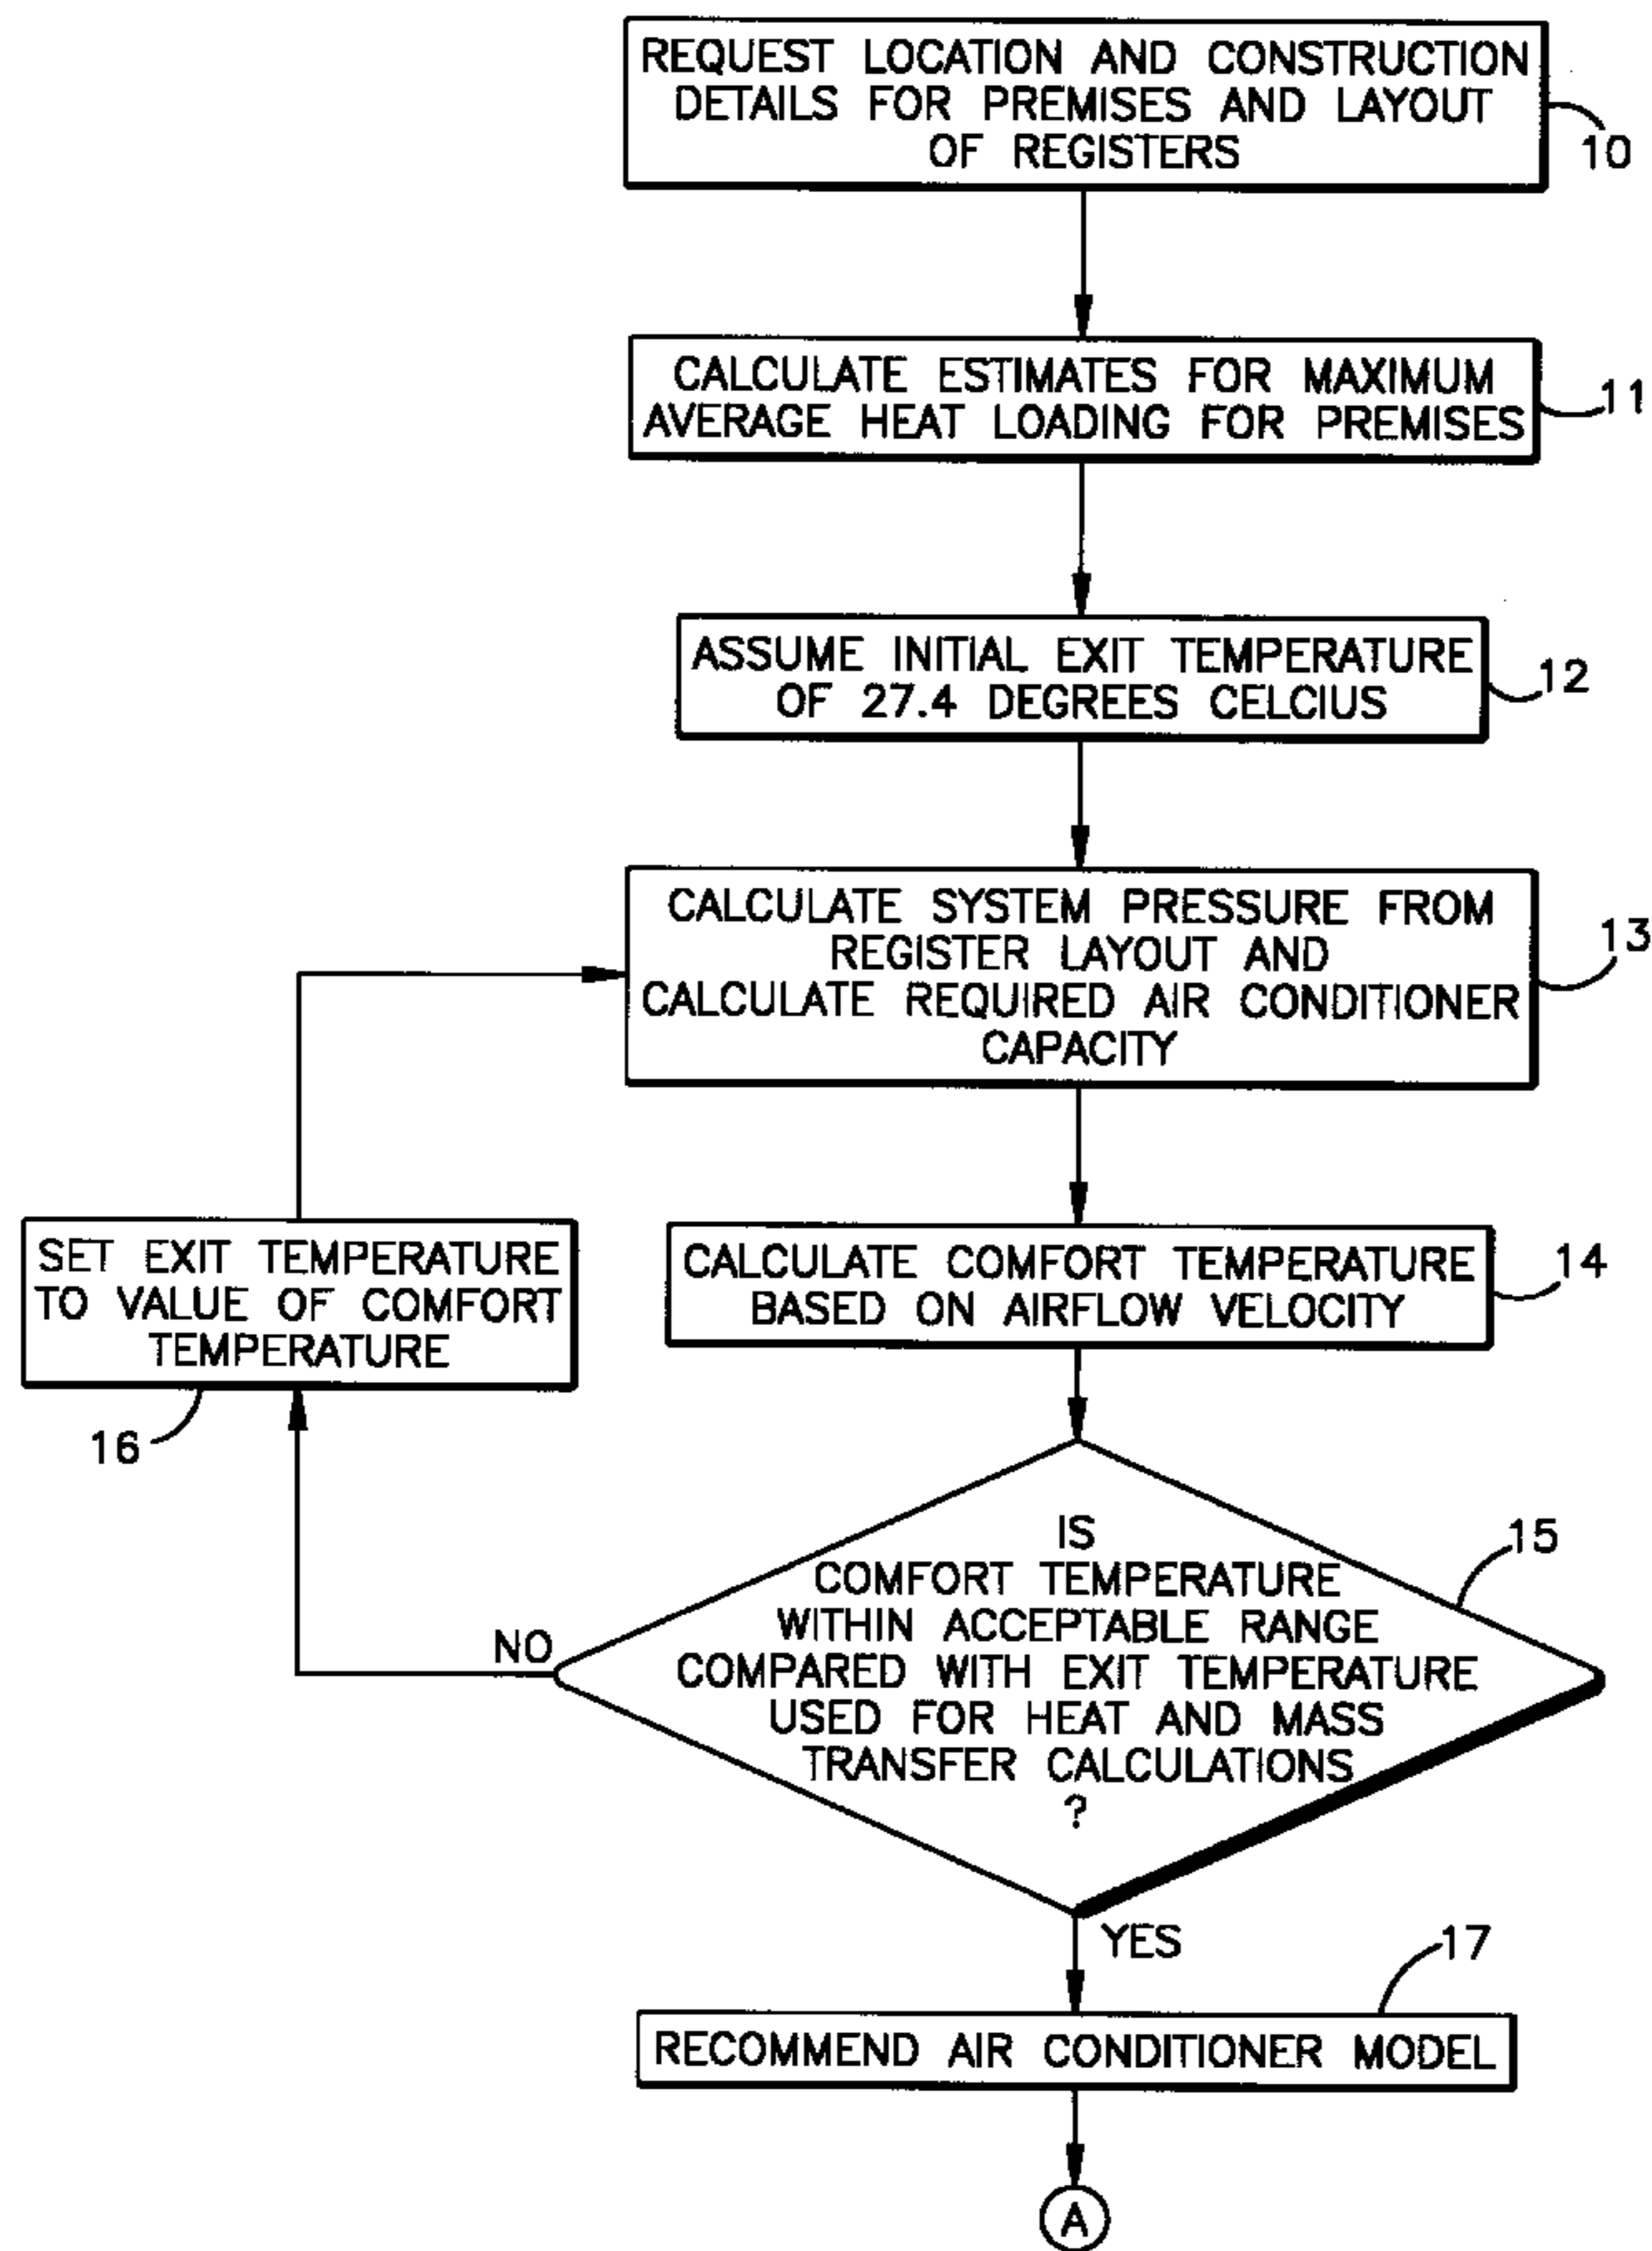 REQUEST LOCATION AND CONSTRUCTION
DETAILS FOR PREMISES AND LAYOUT
OF REGISTERS
10
CALCULATE ESTIMATES FOR MAXIMUM
AVERAGE HEAT LOADING FOR PREMISES
11
ASSUME INITIAL EXIT TEMPERATURE
OF 27.4 DEGREES CELCIUS
12
CALCULATE SYSTEM PRESSURE FROM
REGISTER LAYOUT AND
CALCULATE REQUIRED AIR CONDITIONER
CAPACITY
13
SET EXIT TEMPERATURE
TO VALUE OF COMFORT
TEMPERATURE
16
CALCULATE COMFORT TEMPERATURE
BASED ON AIRFLOW VELOCITY
14
IS
COMFORT TEMPERATURE
WITHIN ACCEPTABLE RANGE
COMPARED WITH EXIT TEMPERATURE
USED FOR HEAT AND MASS
TRANSFER CALCULATIONS
?
15
NO
YES
17
RECOMMEND AIR CONDITIONER MODEL
A